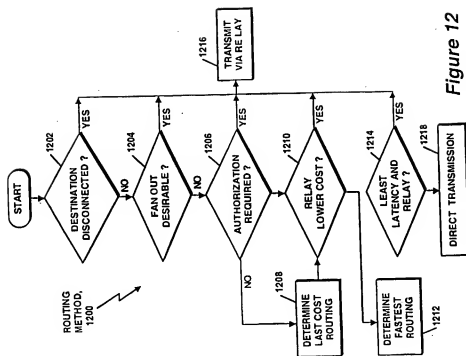 START
1202
DESTINATION
DISCONNECTED ?
YES
NO
1204
FAN OUT
DESIRABLE ?
YES
NO
1206
AUTHORIZATION
REQUIRED ?
YES
NO
1216
TRANSMIT
VIA RE LAY
ROUTING
METHOD,
1200
1208
DETERMINE
LAST COST
ROUTING
1210
RELAY
LOWER COST ?
YES
DETERMINE
FASTEST
ROUTING
1212
1214
LEAST
LATENCY AND
RELAY ?
YES
1218
DIRECT TRANSMISSION
Figure 12